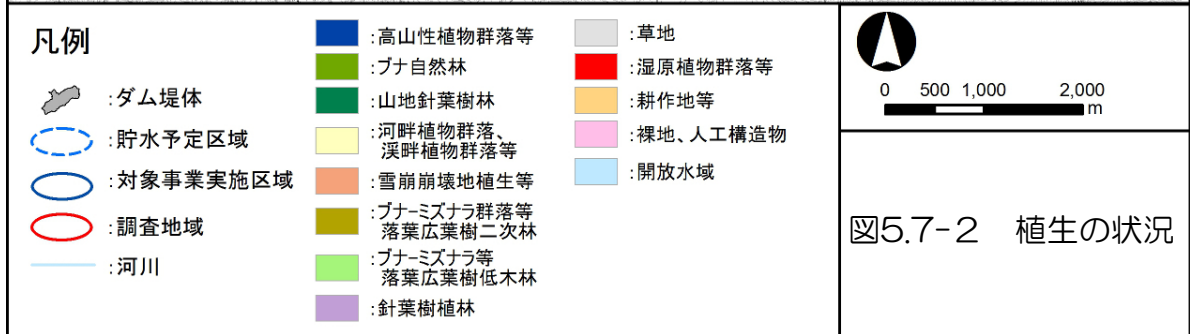 凡例
:ダム堤体
:貯水予定区域
:対象事業実施区域
:調査地域
:河川
:高山性植物群落等
:ブナ自然林
:山地針葉樹林
:河畔植物群落、
渓畔植物群落等
:雪崩崩壊地植生等
:ブナーミズナラ群落等
落葉広葉樹二次林
:ブナーミズナラ等
落葉広葉樹低木林
:針葉樹植林
:草地
:湿原植物群落等
:耕作地等
:裸地、人工構造物
:開放水域
0 500 1,000 2,000
m
図5.7-2 植生の状況